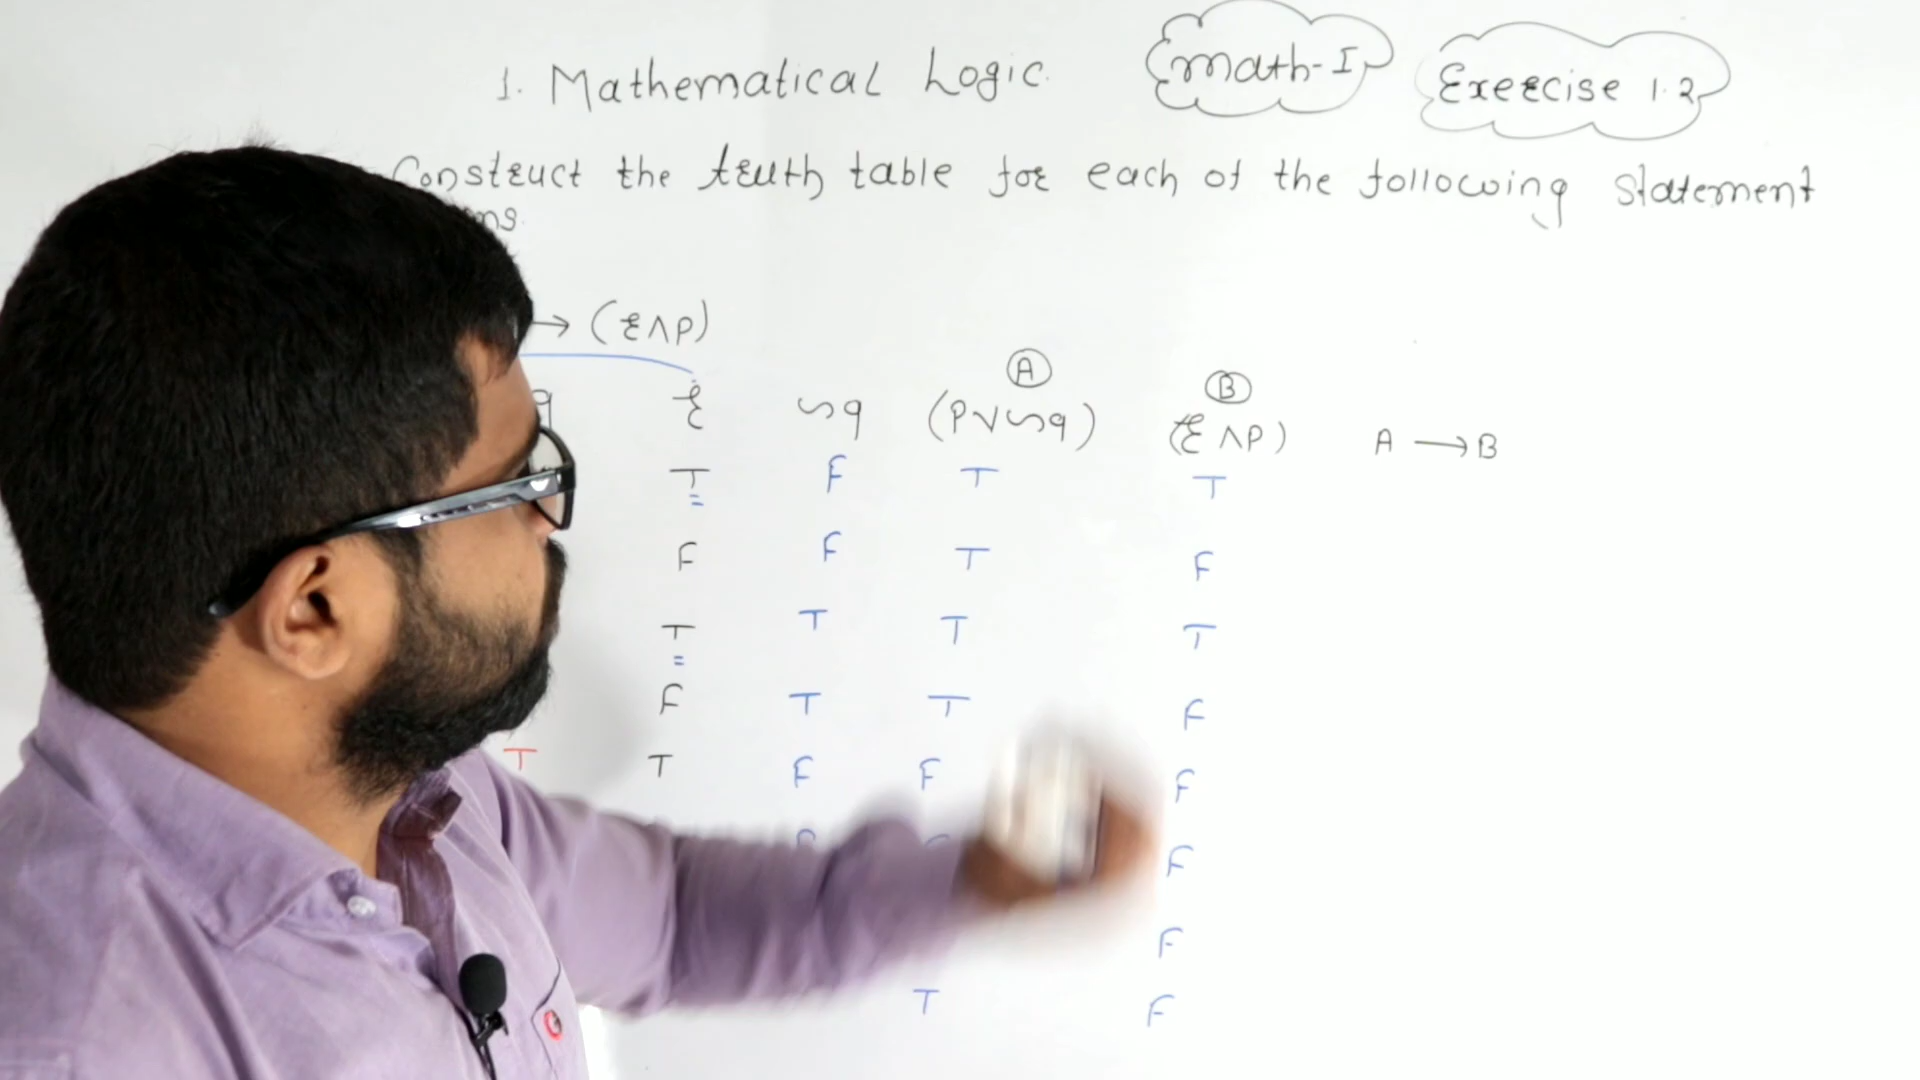 1. Mathematical Logic Math-I Exercise 1.2
Construct the truth table for each of the following statement
→ (r∧p)
q r ~q (p∨~q) Ⓐ (r∧p) Ⓑ A → B
T F T T
F F T F
T T T T
F T T F
T T F F F
F
F
T F